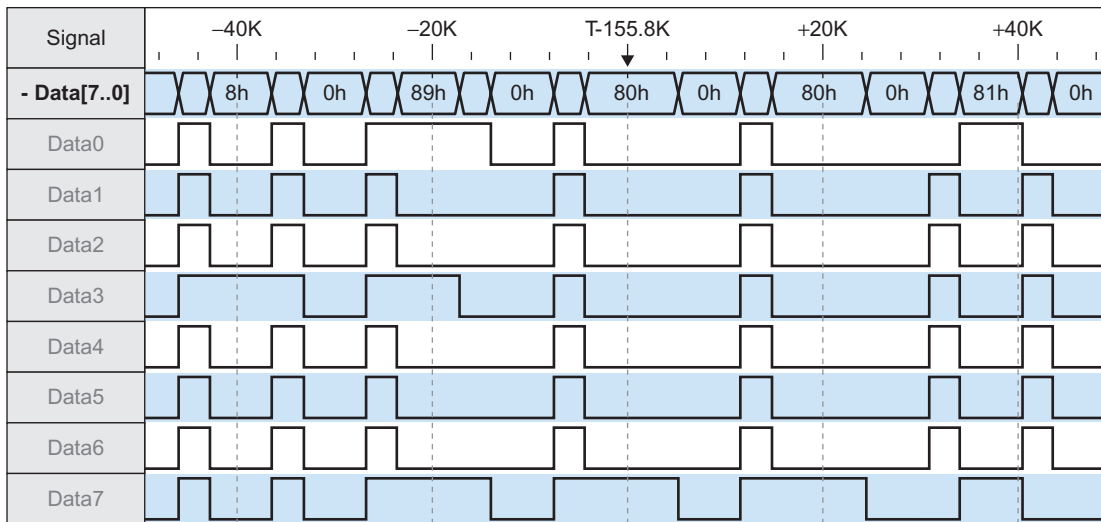 Signal −40K −20K T-155.8K +20K +40K
- Data[7..0] 8h 0h 89h 0h 80h 0h 80h 0h 81h 0h
Data0
Data1
Data2
Data3
Data4
Data5
Data6
Data7